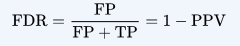 FDR = FP / (FP + TP) = 1 − PPV